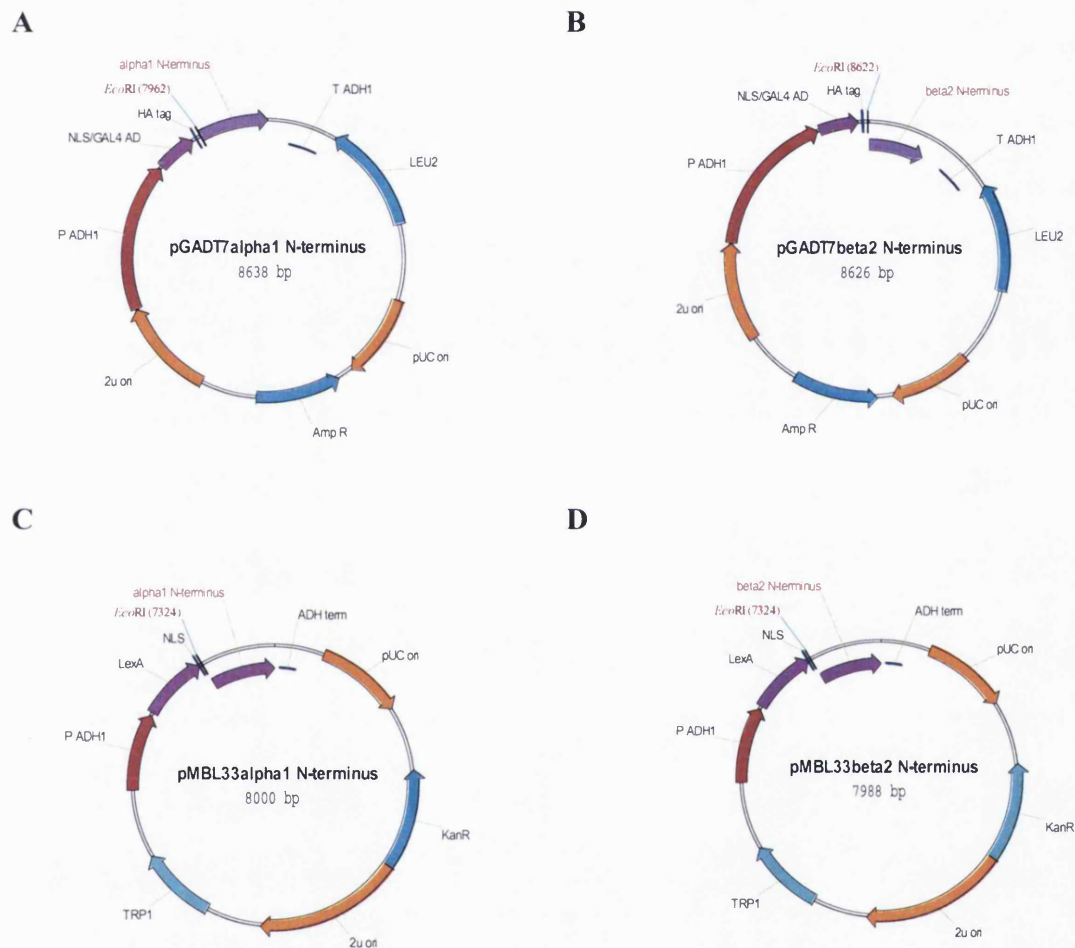 A
alpha1 N-terminus
EcoRI (7962)
HA tag
NLS/GAL4 AD
T ADH1
LEU2
P ADH1
pGADT7alpha1 N-terminus
8638 bp
2u ori
pUC ori
Amp R
B
EcoRI (8622)
HA tag
beta2 N-terminus
NLS/GAL4 AD
T ADH1
P ADH1
LEU2
pGADT7beta2 N-terminus
8626 bp
2u ori
pUC ori
Amp R
C
alpha1 N-terminus
EcoRI (7324)
NLS
ADH term
LexA
pUC ori
P ADH1
pMBL33alpha1 N-terminus
8000 bp
KanR
TRP1
2u ori
D
beta2 N-terminus
EcoRI (7324)
NLS
ADH term
LexA
pUC ori
P ADH1
pMBL33beta2 N-terminus
7988 bp
KanR
TRP1
2u ori